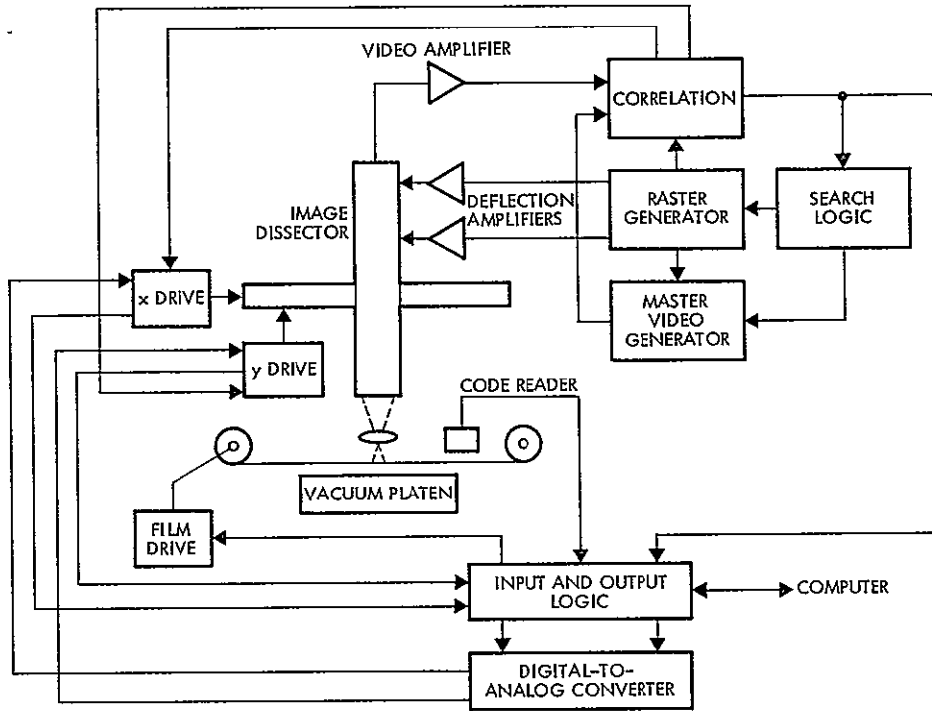 VIDEO AMPLIFIER
CORRELATION
IMAGE
DISSECTOR
DEFLECTION
AMPLIFIERS
RASTER
GENERATOR
SEARCH
LOGIC
x DRIVE
MASTER
VIDEO
GENERATOR
y DRIVE
CODE READER
VACUUM PLATEN
FILM
DRIVE
INPUT AND OUTPUT
LOGIC
COMPUTER
DIGITAL-TO-
ANALOG CONVERTER